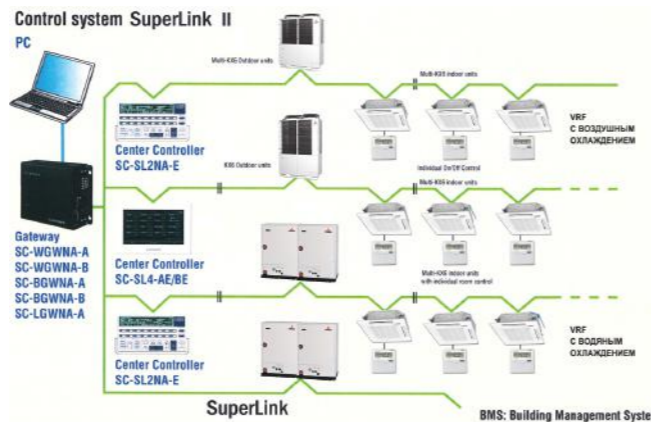 Control system SuperLink II
PC
Multi-KXE Outdoor units
Multi-KXE indoor units
Center Controller
SC-SL2NA-E
VRF
С ВОЗДУШНЫМ
ОХЛАЖДЕНИЕМ
KXE Outdoor units
Individual On/Off Control
Multi-KXE indoor units
Gateway
SC-WGWNA-A
SC-WGWNA-B
SC-BGWNA-A
SC-BGWNA-B
SC-LGWNA-A
Center Controller
SC-SL4-AE/BE
Multi-KXE indoor units
with individual room control
Center Controller
SC-SL2NA-E
VRF
С ВОДЯНЫМ
ОХЛАЖДЕНИЕМ
SuperLink
BMS: Building Management Syste